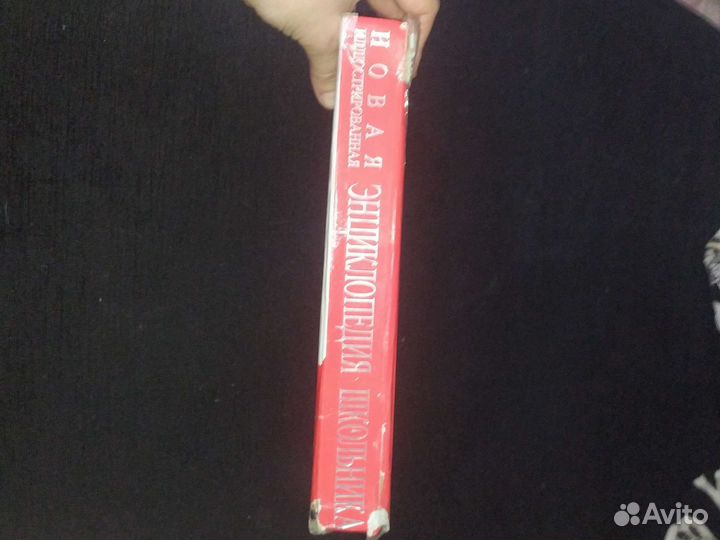 НОВАЯ
ИЛЛЮСТРИРОВАННАЯ
ЭНЦИКЛОПЕДИЯ ШКОЛЬНИКА
Avito